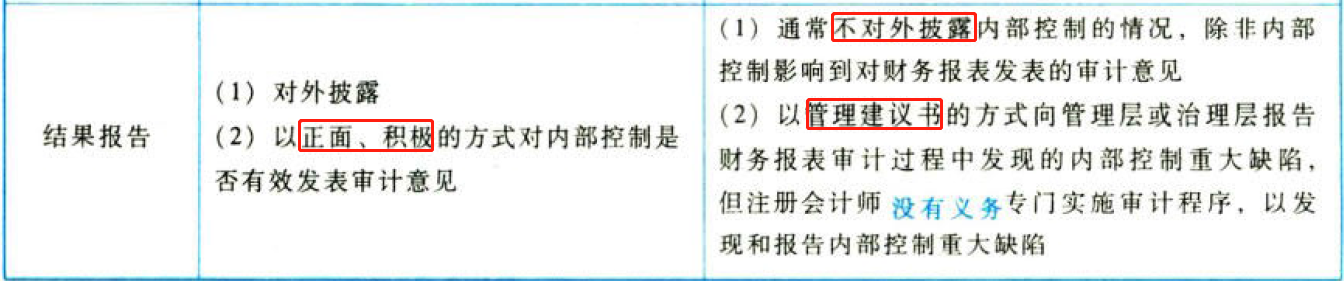 结果报告
(1) 对外披露
(2) 以正面、积极的方式对内部控制是
否有效发表审计意见
(1) 通常不对外披露内部控制的情况，除非内部
控制影响到对财务报表发表的审计意见
(2) 以管理建议书的方式向管理层或治理层报告
财务报表审计过程中发现的内部控制重大缺陷，
但注册会计师没有义务专门实施审计程序，以发
现和报告内部控制重大缺陷